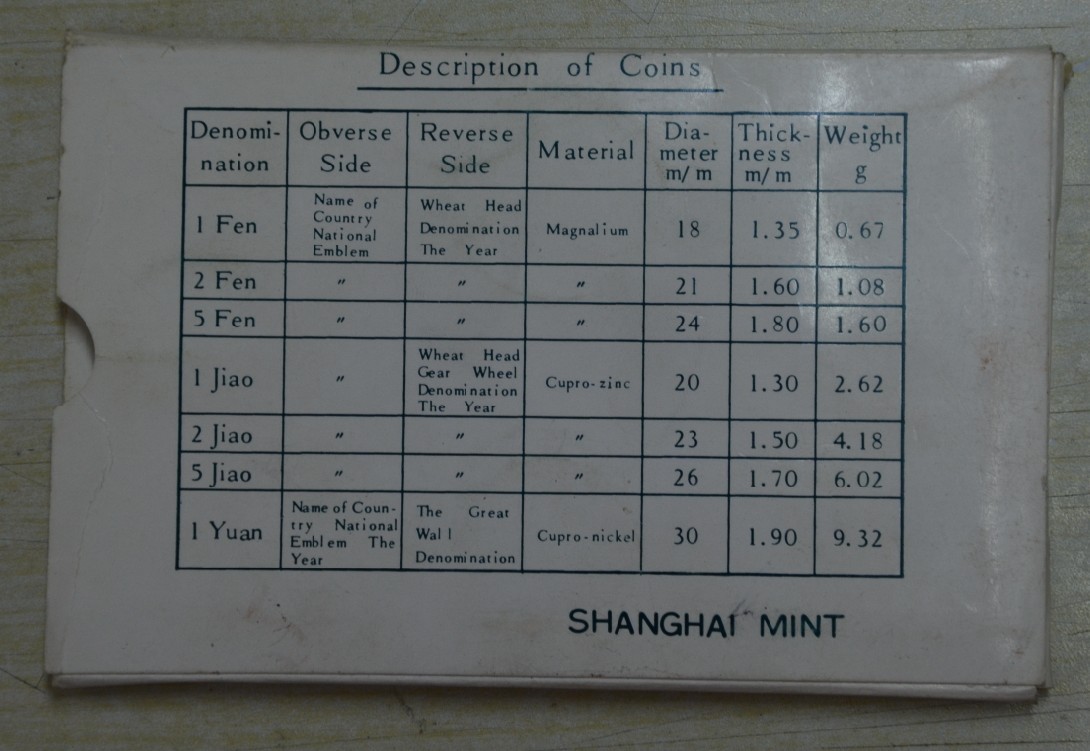 Description of Coins
Denomi-
nation
Obverse
Side
Reverse
Side
Material
Dia-
meter
m/m
Thick-
ness
m/m
Weight
g
1 Fen
Name of
Country
National
Emblem
Wheat Head
Denomination
The Year
Magnalium
18
1.35
0.67
2 Fen
〃
〃
〃
21
1.60
1.08
5 Fen
〃
〃
〃
24
1.80
1.60
1 Jiao
〃
Wheat Head
Gear Wheel
Denomination
The Year
Cupro-zinc
20
1.30
2.62
2 Jiao
〃
〃
〃
23
1.50
4.18
5 Jiao
〃
〃
〃
26
1.70
6.02
1 Yuan
Name of Coun-
try National
Emblem The
Year
The Great
Wall
Denomination
Cupro-nickel
30
1.90
9.32
SHANGHAI MINT